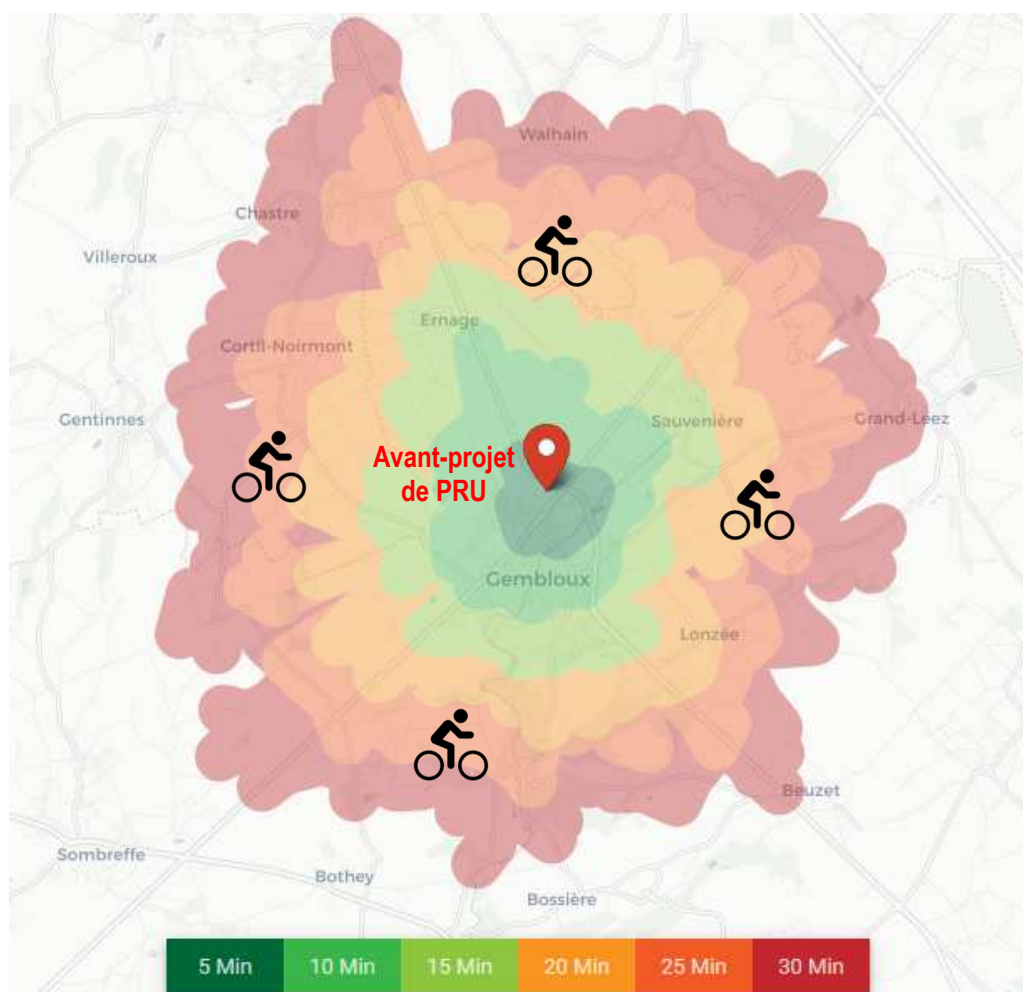 Walhain
Chastre
Villeroux
Ernage
Cortil-Noirmont
Gentinnes
Sauvenière
Grand-Leez
Avant-projet
de PRU
Gembloux
Lonzée
Beuzet
Sombreffe
Bothey
Bossière
5 Min
10 Min
15 Min
20 Min
25 Min
30 Min